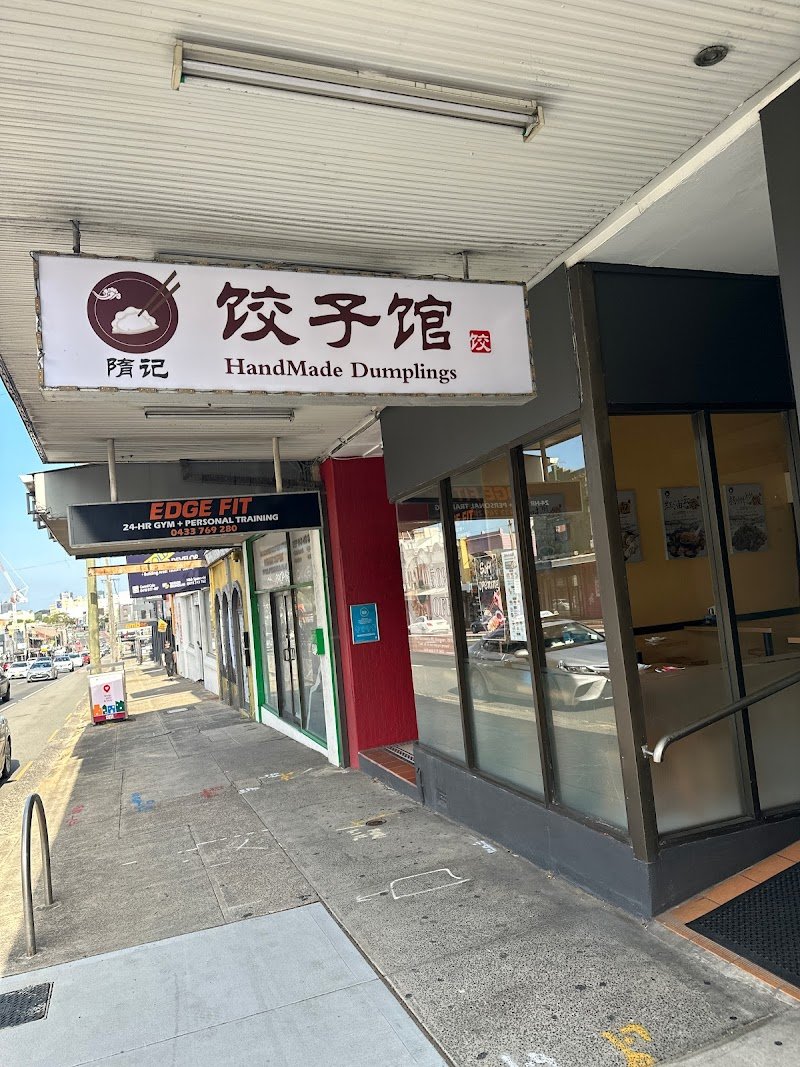 饺子馆
饺
隋记
HandMade Dumplings
EDGE FIT
24-HR GYM + PERSONAL TRAINING
0433 769 280